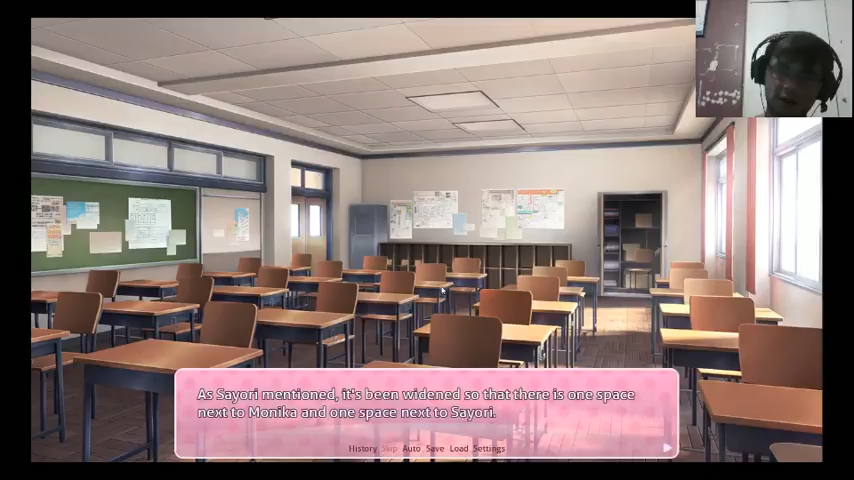 As Sayori mentioned, it's been widened so that there is one space
next to Monika and one space next to Sayori.
History Skip Auto Save Load Settings